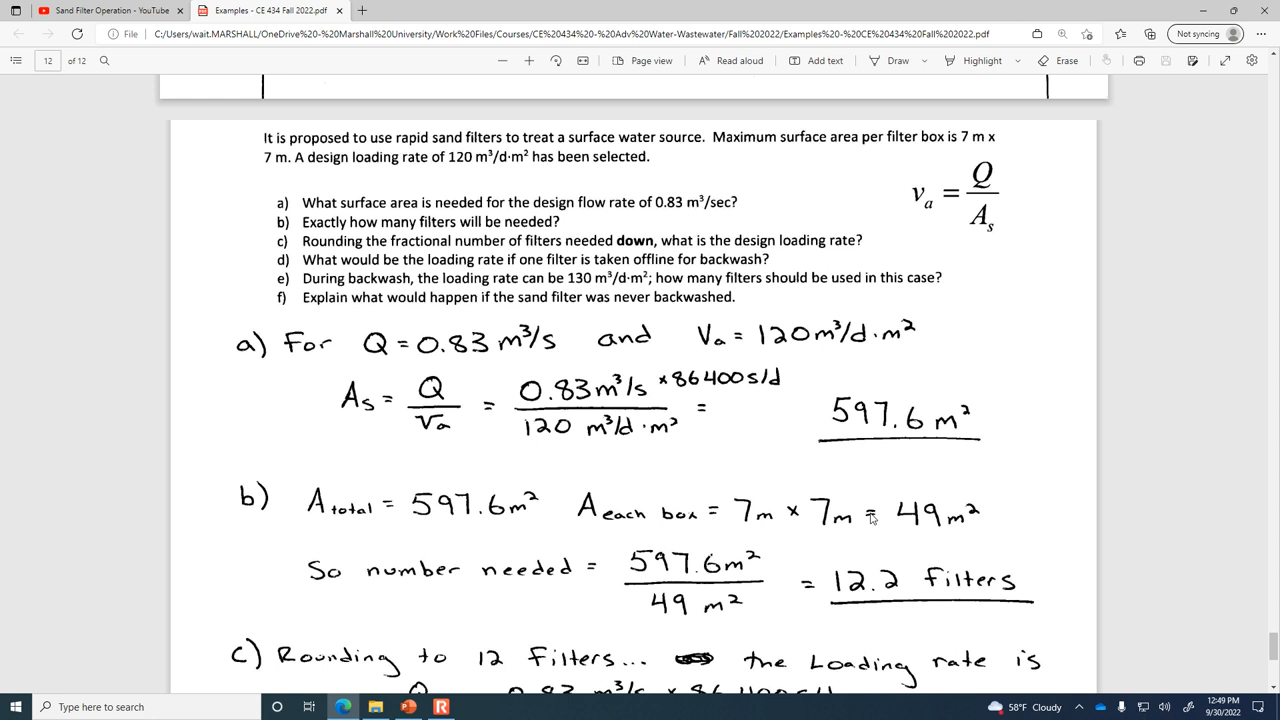 Sand Filter Operation - YouTube
Examples - CE 434 Fall 2022.pdf
File
C:/Users/wait.MARSHALL/OneDrive%20-%20Marshall%20University/Work%20Files/Courses/CE%20434%20-%20Adv%20Water-Wastewater/Fall%202022/Examples%20-%20CE%20434%20Fall%202022.pdf
Not syncing
12 of 12
Page view
Read aloud
Add text
Draw
Highlight
Erase
It is proposed to use rapid sand filters to treat a surface water source. Maximum surface area per filter box is 7 m x
7 m. A design loading rate of 120 m³/d·m² has been selected.
vₐ = Q / Aₛ
a) What surface area is needed for the design flow rate of 0.83 m³/sec?
b) Exactly how many filters will be needed?
c) Rounding the fractional number of filters needed down, what is the design loading rate?
d) What would be the loading rate if one filter is taken offline for backwash?
e) During backwash, the loading rate can be 130 m³/d·m²; how many filters should be used in this case?
f) Explain what would happen if the sand filter was never backwashed.
a) For Q = 0.83 m³/s and Vₐ = 120 m³/d·m²
Aₛ = Q / Vₐ = 0.83 m³/s × 86400 s/d / 120 m³/d·m² = 597.6 m²
b) A total = 597.6 m² A each box = 7m × 7m = 49 m²
So number needed = 597.6 m² / 49 m² = 12.2 filters
c) Rounding to 12 filters... the Loading rate is
Q 0.83 m³/s × 86400 s/d
Type here to search
58°F Cloudy
12:49 PM
9/30/2022